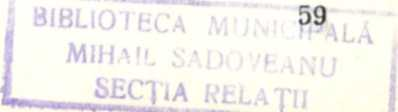 59
BIBLIOTECA MUNICIPALĂ
MIHAIL SADOVEANU
SECȚIA RELAȚII